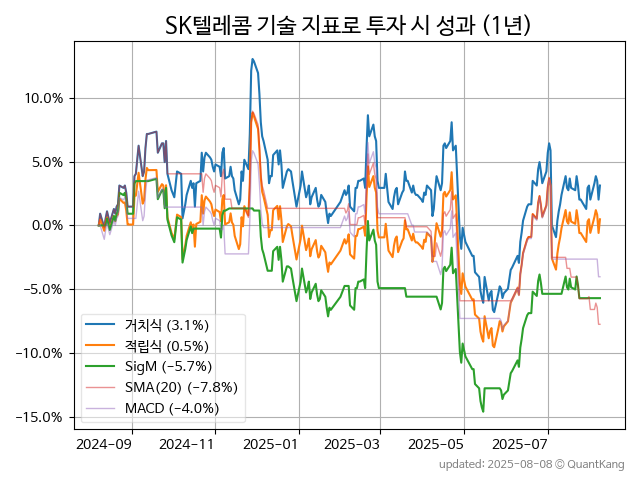 SK텔레콤 기술 지표로 투자 시 성과 (1년)
10.0%
5.0%
0.0%
−5.0%
−10.0%
−15.0%
거치식 (3.1%)
적립식 (0.5%)
SigM (−5.7%)
SMA(20) (−7.8%)
MACD (−4.0%)
2024-09 2024-11 2025-01 2025-03 2025-05 2025-07
updated: 2025-08-08 © QuantKang